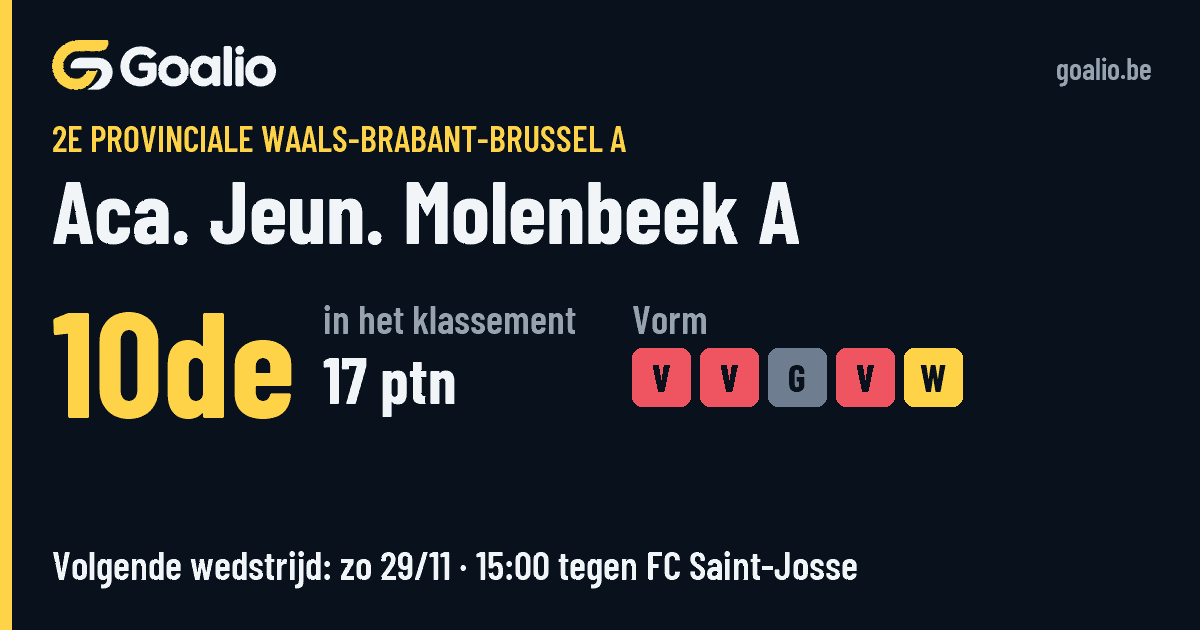 Goalio
goalio.be
2E PROVINCIALE WAALS-BRABANT-BRUSSEL A
Aca. Jeun. Molenbeek A
10de
in het klassement
17 ptn
Vorm
V V G V W
Volgende wedstrijd: zo 29/11 · 15:00 tegen FC Saint-Josse